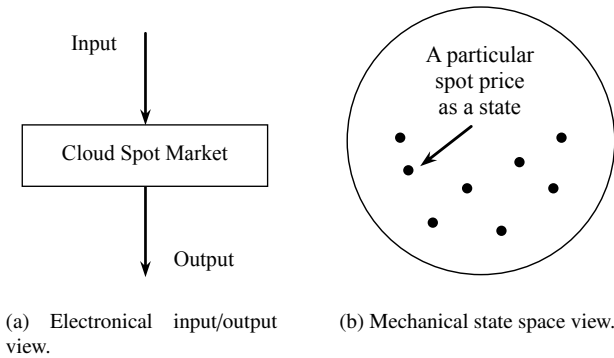 Input
Cloud Spot Market
Output
(a) Electronical input/output
view.
A particular
spot price
as a state
(b) Mechanical state space view.